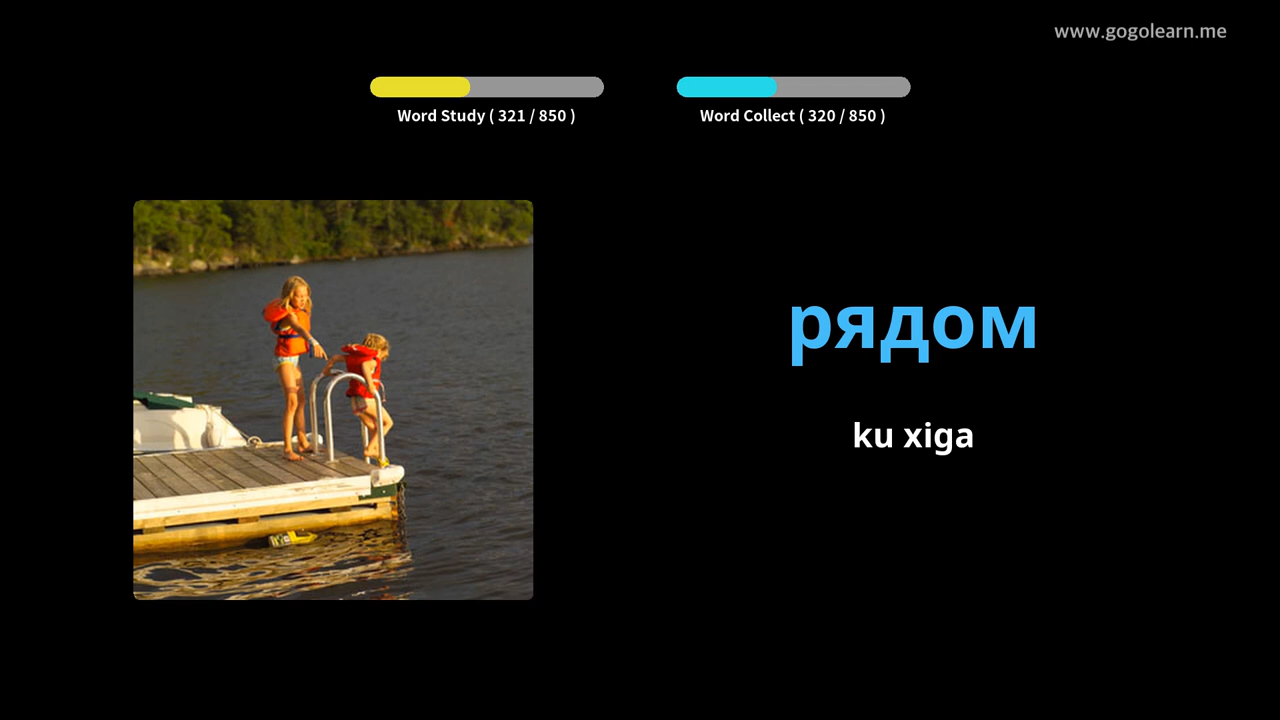 www.gogolearn.me
Word Study ( 321 / 850 )
Word Collect ( 320 / 850 )
рядом
ku xiga